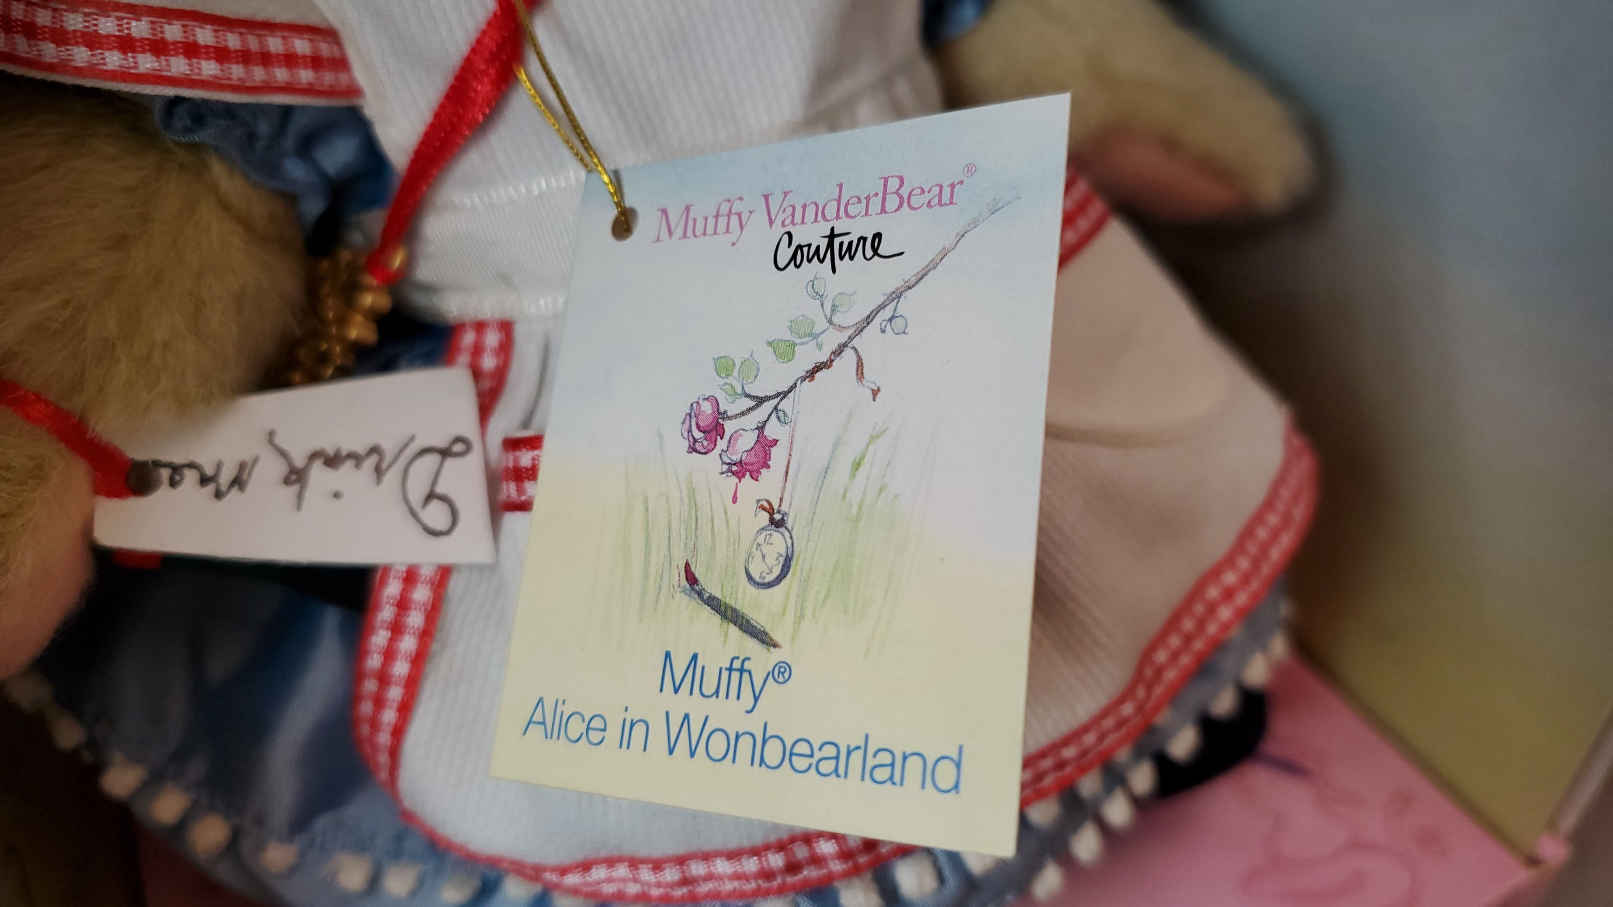 Muffy VanderBear®
Couture
Muffy®
Alice in Wonbearland
Drink me